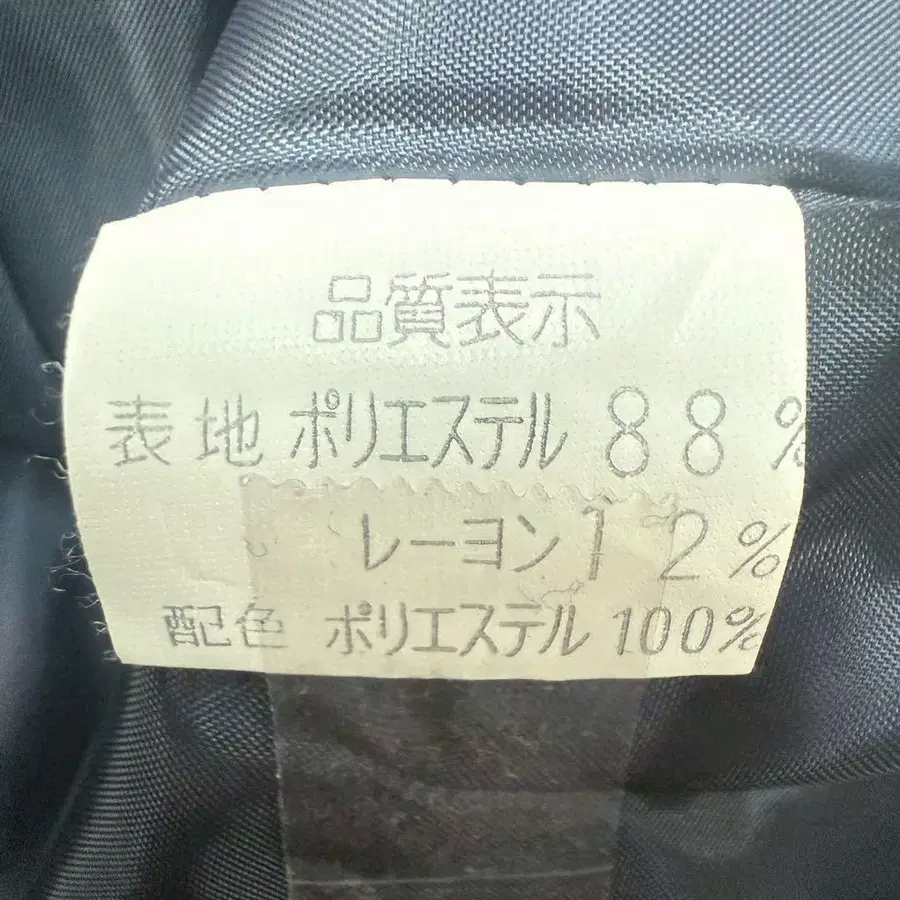 品質表示
表地 ポリエステル 88%
レーヨン 12%
配色 ポリエステル 100%